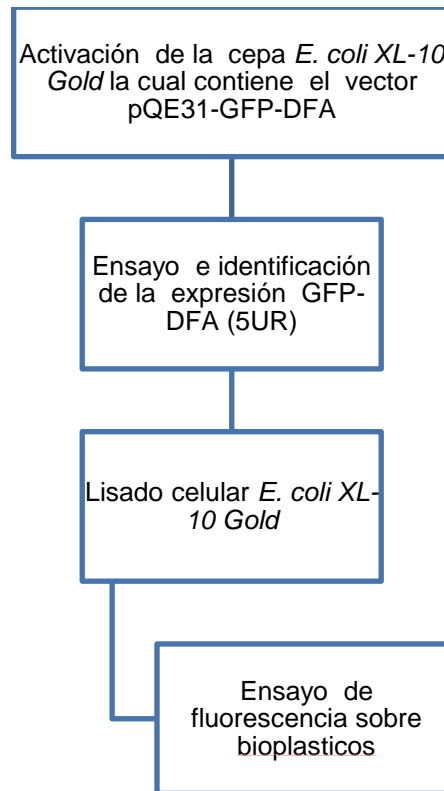 Activación de la cepa E. coli XL-10
Gold la cual contiene el vector
pQE31-GFP-DFA
Ensayo e identificación
de la expresión GFP-
DFA (5UR)
Lisado celular E. coli XL-
10 Gold
Ensayo de
fluorescencia sobre
bioplasticos